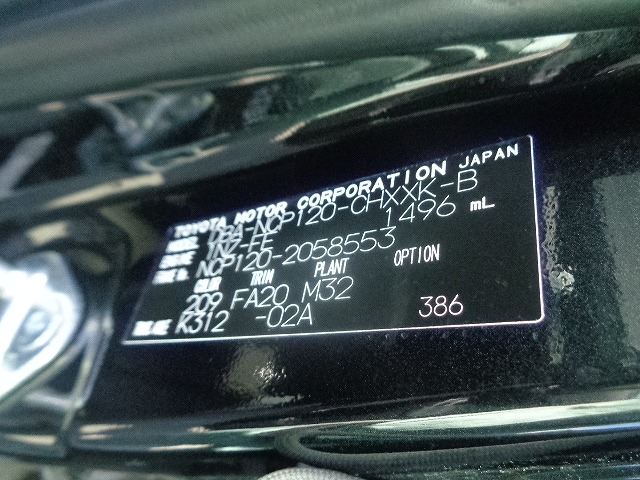 TOYOTA MOTOR CORPORATION JAPAN
MODEL DBA-NCP120-CHXXK-B
ENGINE 1NZ-FE 1496 mL
FRAME No. NCP120-2058553
COLOR TRIM PLANT OPTION
209 FA20 M32
K312 -02A 386